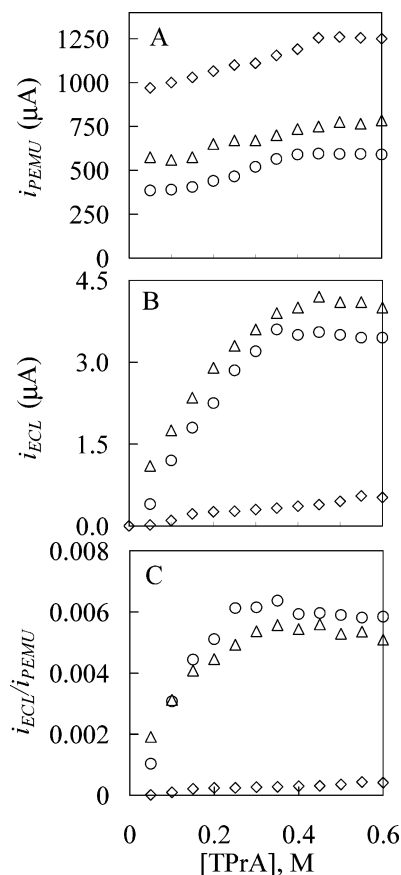 A
1250
1000
750
500
250
0
i_PEMU (μA)
B
4.5
3.0
1.5
0.0
i_ECL (μA)
C
0.008
0.006
0.004
0.002
0
i_ECL/i_PEMU
0 0.2 0.4 0.6
[TPrA], M